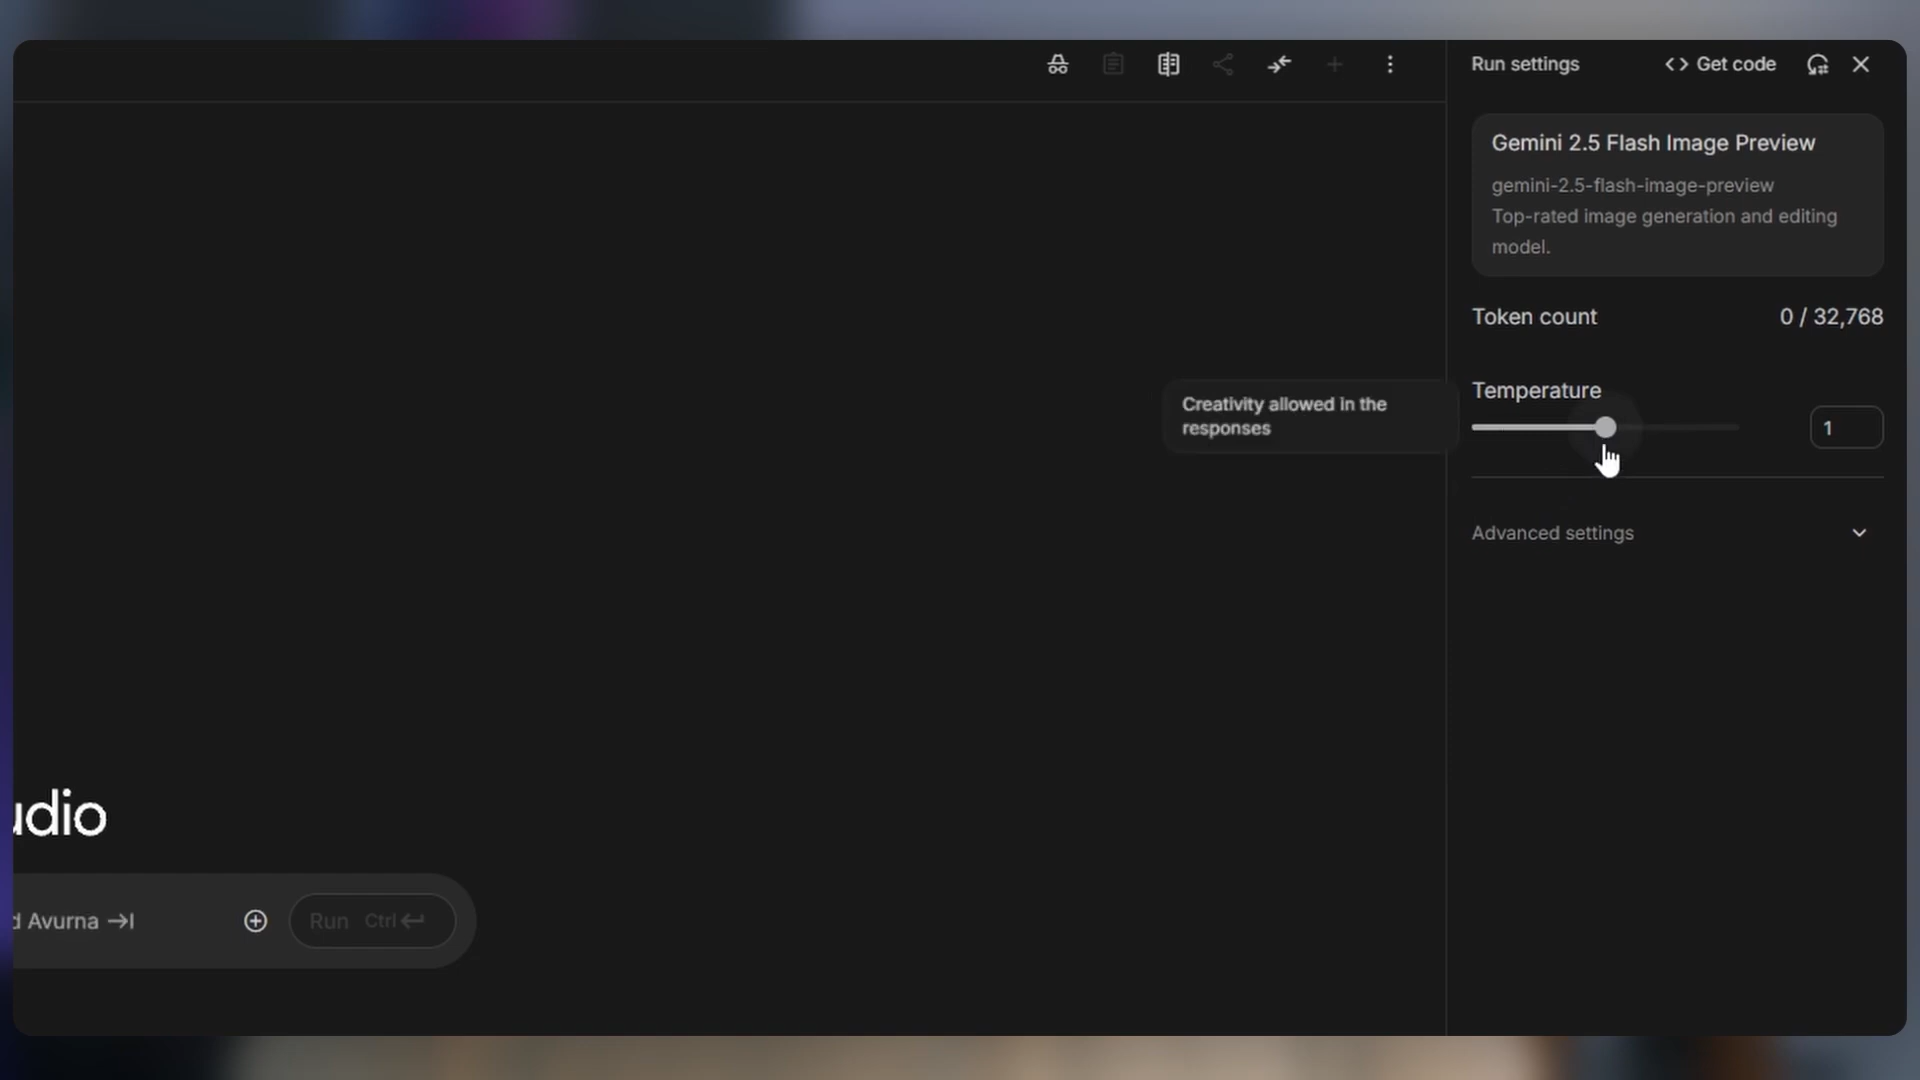 Run settings
Get code
Gemini 2.5 Flash Image Preview
gemini-2.5-flash-image-preview
Top-rated image generation and editing
model.
Token count
0 / 32,768
Creativity allowed in the
responses
Temperature
1
Advanced settings
udio
d Avurna
Run Ctrl